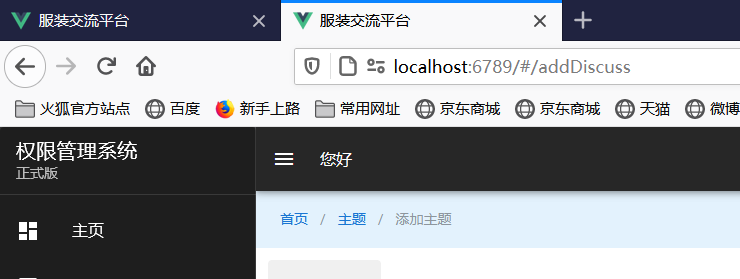 服装交流平台
服装交流平台
localhost:6789/#/addDiscuss
火狐官方站点 百度 新手上路 常用网址 京东商城 京东商城 天猫 微博
权限管理系统
正式版
您好
主页
首页 / 主题 / 添加主题